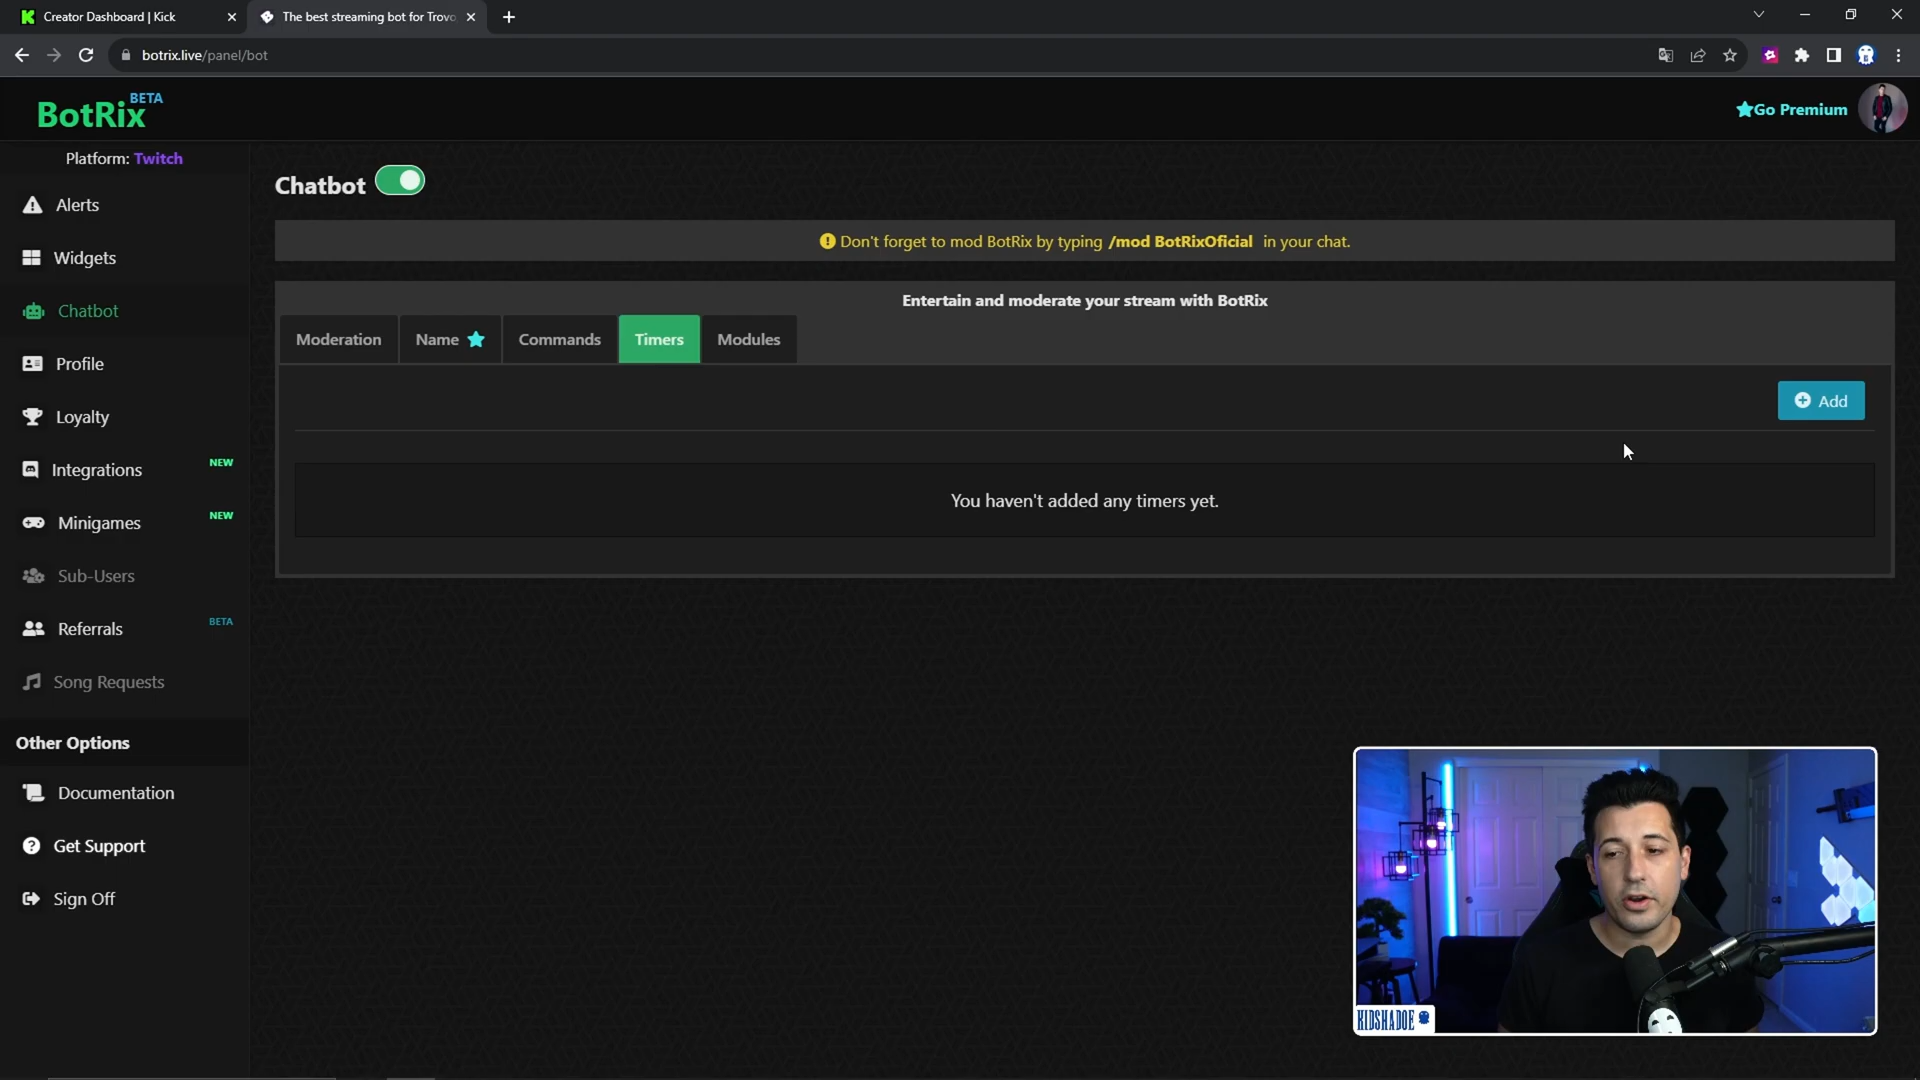 Creator Dashboard | Kick
The best streaming bot for Trovo
botrix.live/panel/bot
BotRix BETA
Go Premium
Platform: Twitch
Alerts
Widgets
Chatbot
Profile
Loyalty
Integrations NEW
Minigames NEW
Sub-Users
Referrals BETA
Song Requests
Other Options
Documentation
Get Support
Sign Off
Chatbot
Don't forget to mod BotRix by typing /mod BotRixOficial in your chat.
Entertain and moderate your stream with BotRix
Moderation Name Commands Timers Modules
Add
You haven't added any timers yet.
KIDSHADOE